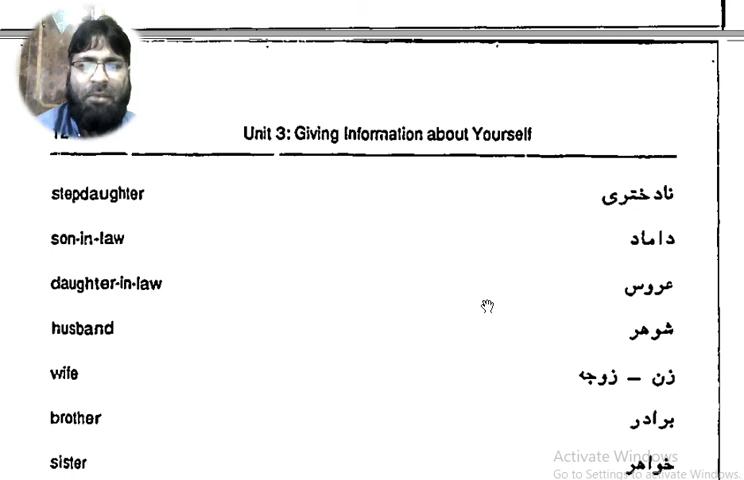 Unit 3: Giving Information about Yourself
stepdaughter نادختری
son-in-law داماد
daughter-in-law عروس
husband شوهر
wife زن – زوجه
brother برادر
sister خواهر
Activate Windows
Go to Settings to activate Windows.